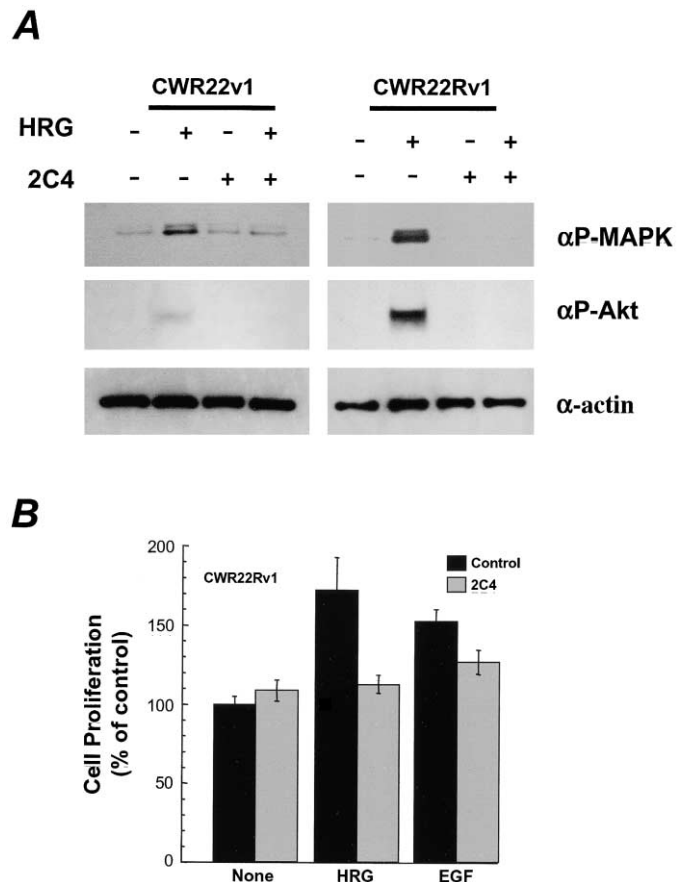 A
CWR22v1 CWR22Rv1
HRG - + - + - + - +
2C4 - - + + - - + +
αP-MAPK
αP-Akt
α-actin
B
200
CWR22Rv1
Control
2C4
150
100
50
0
Cell Proliferation
(% of control)
None HRG EGF